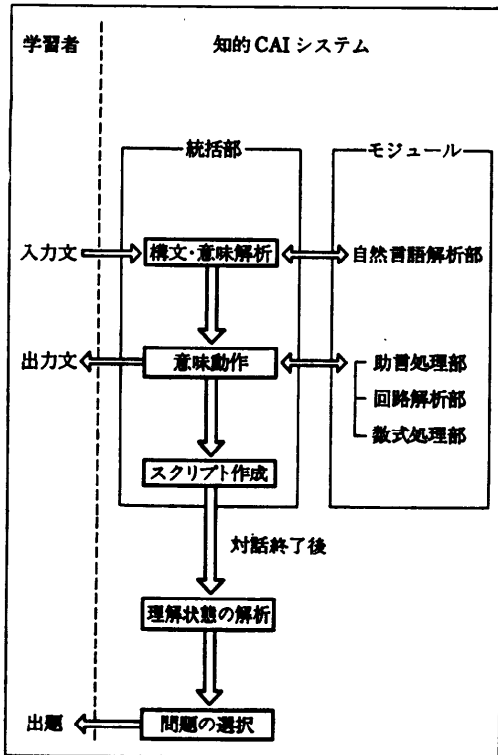 学習者 知的CAIシステム
統括部 モジュール
入力文 構文・意味解析 自然言語解析部
出力文 意味動作 助言処理部
回路解析部
数式処理部
スクリプト作成
対話終了後
理解状態の解析
出題 問題の選択